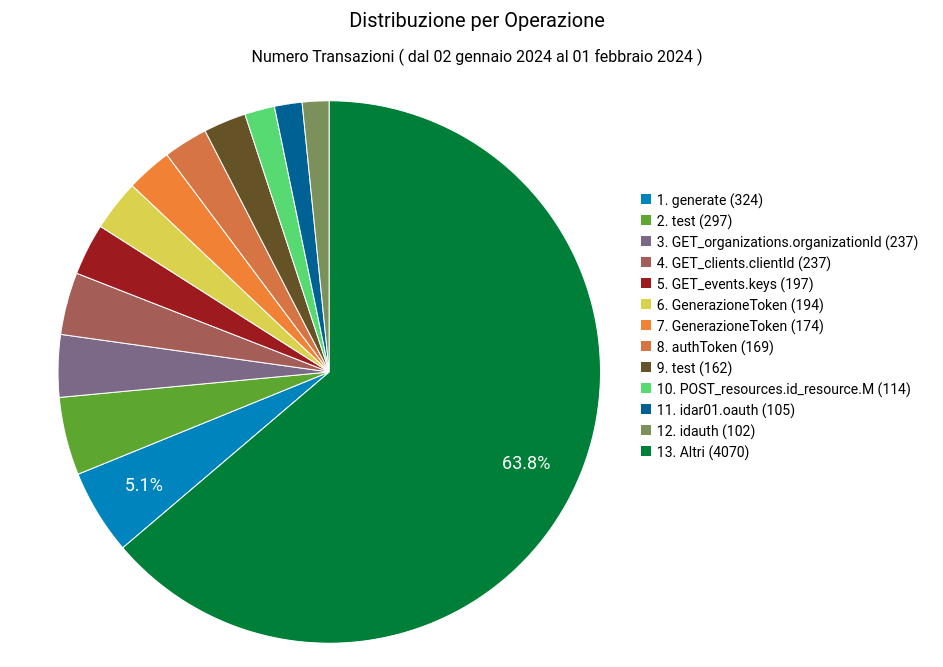 Distribuzione per Operazione
Numero Transazioni ( dal 02 gennaio 2024 al 01 febbraio 2024 )
1. generate (324)
2. test (297)
3. GET_organizations.organizationId (237)
4. GET_clients.clientId (237)
5. GET_events.keys (197)
6. GenerazioneToken (194)
7. GenerazioneToken (174)
8. authToken (169)
9. test (162)
10. POST_resources.id_resource.M (114)
11. idar01.oauth (105)
12. idauth (102)
13. Altri (4070)
63.8%
5.1%